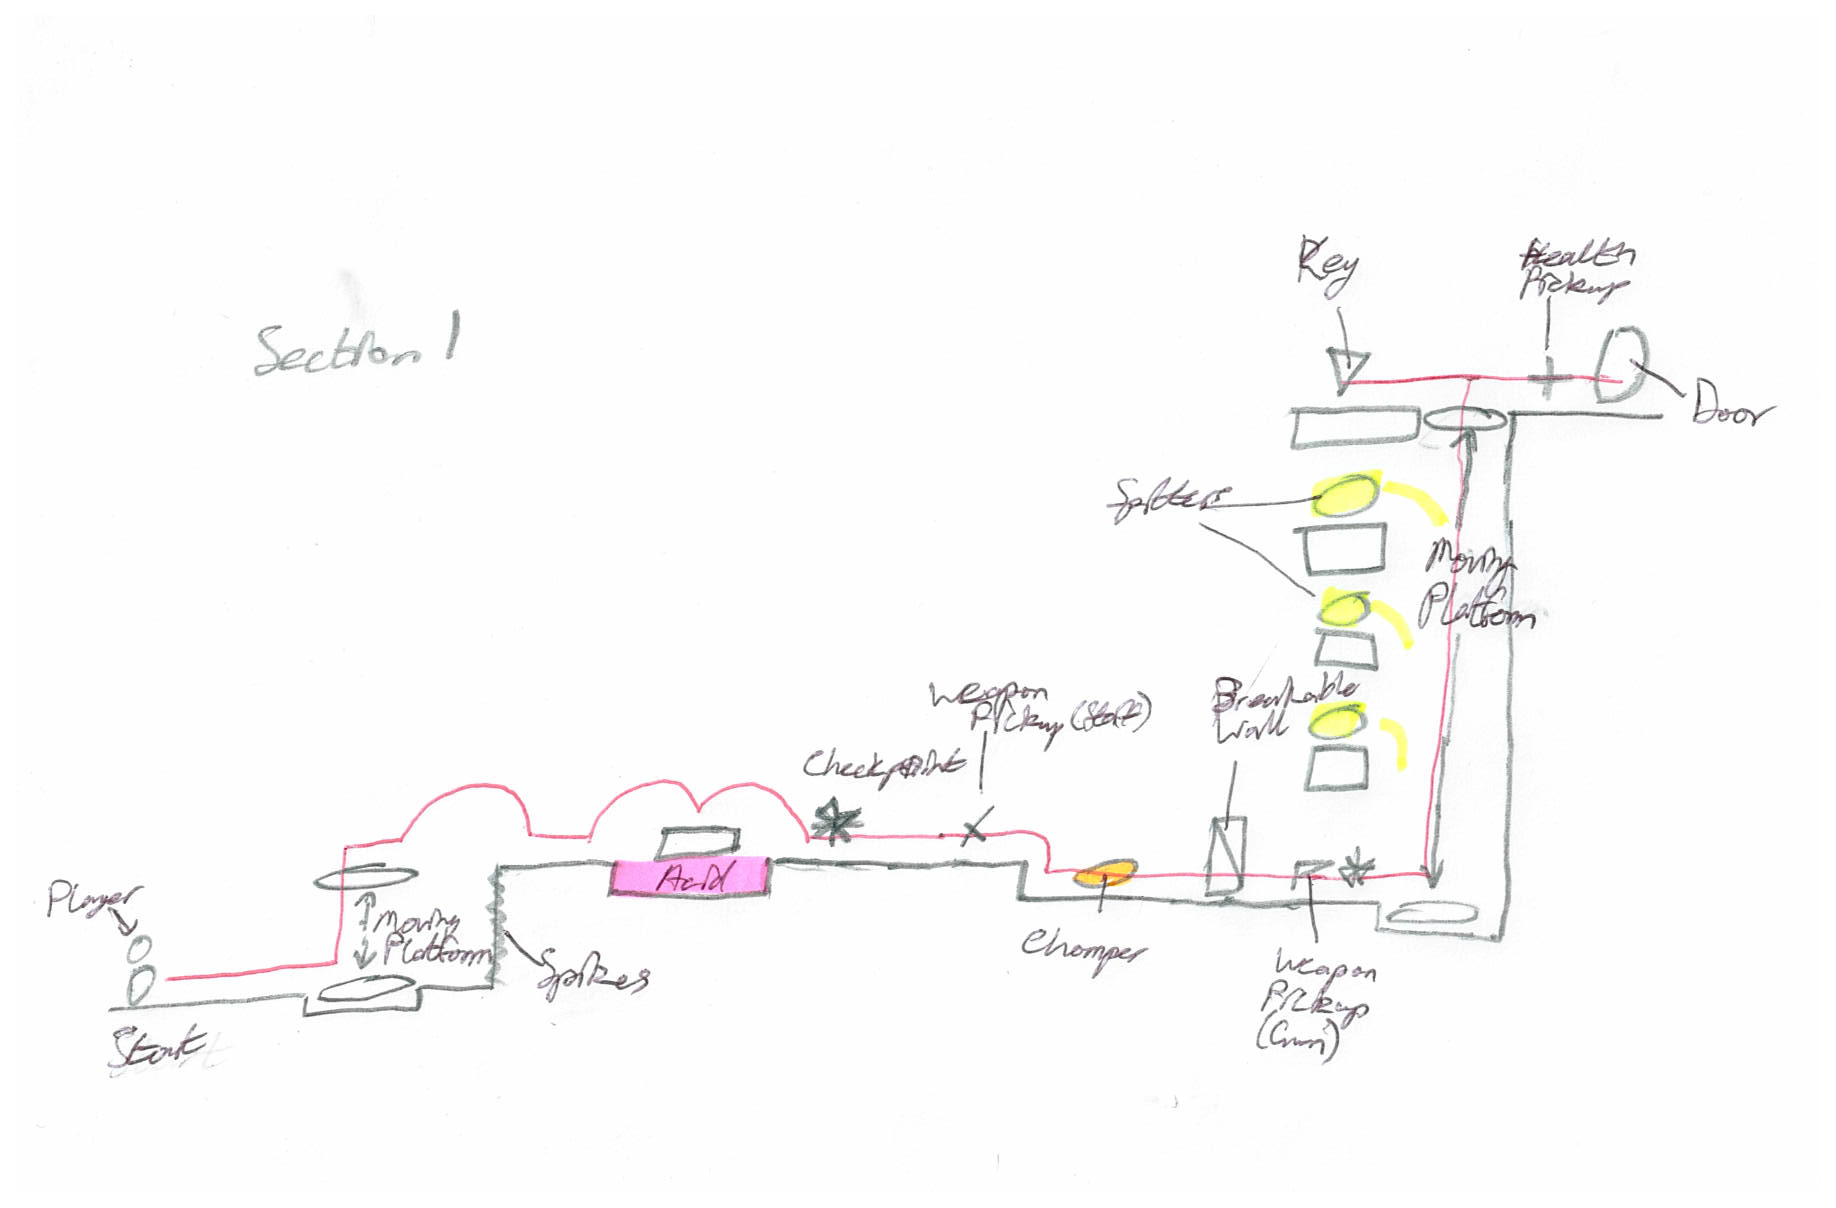 Section 1
Key
Health
Pickup
Door
Spitters
Moving
Platform
Weapon
Pickup (Staff)
Breakable
Wall
Checkpoint
Acid
Player
Moving
Platform
Spikes
Chomper
Weapon
Pickup
(Gun)
Start